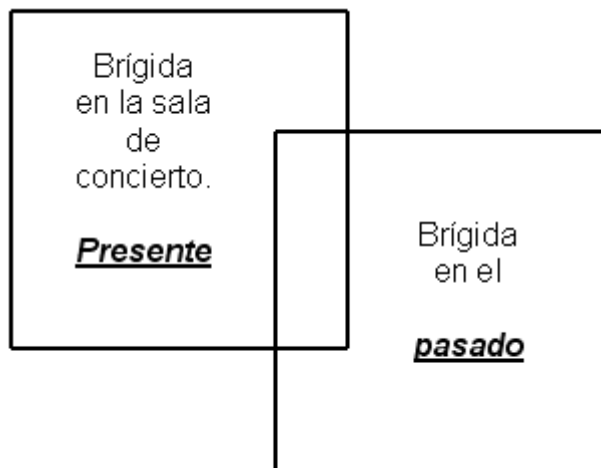 Brígida
en la sala
de
concierto.
Presente
Brígida
en el
pasado